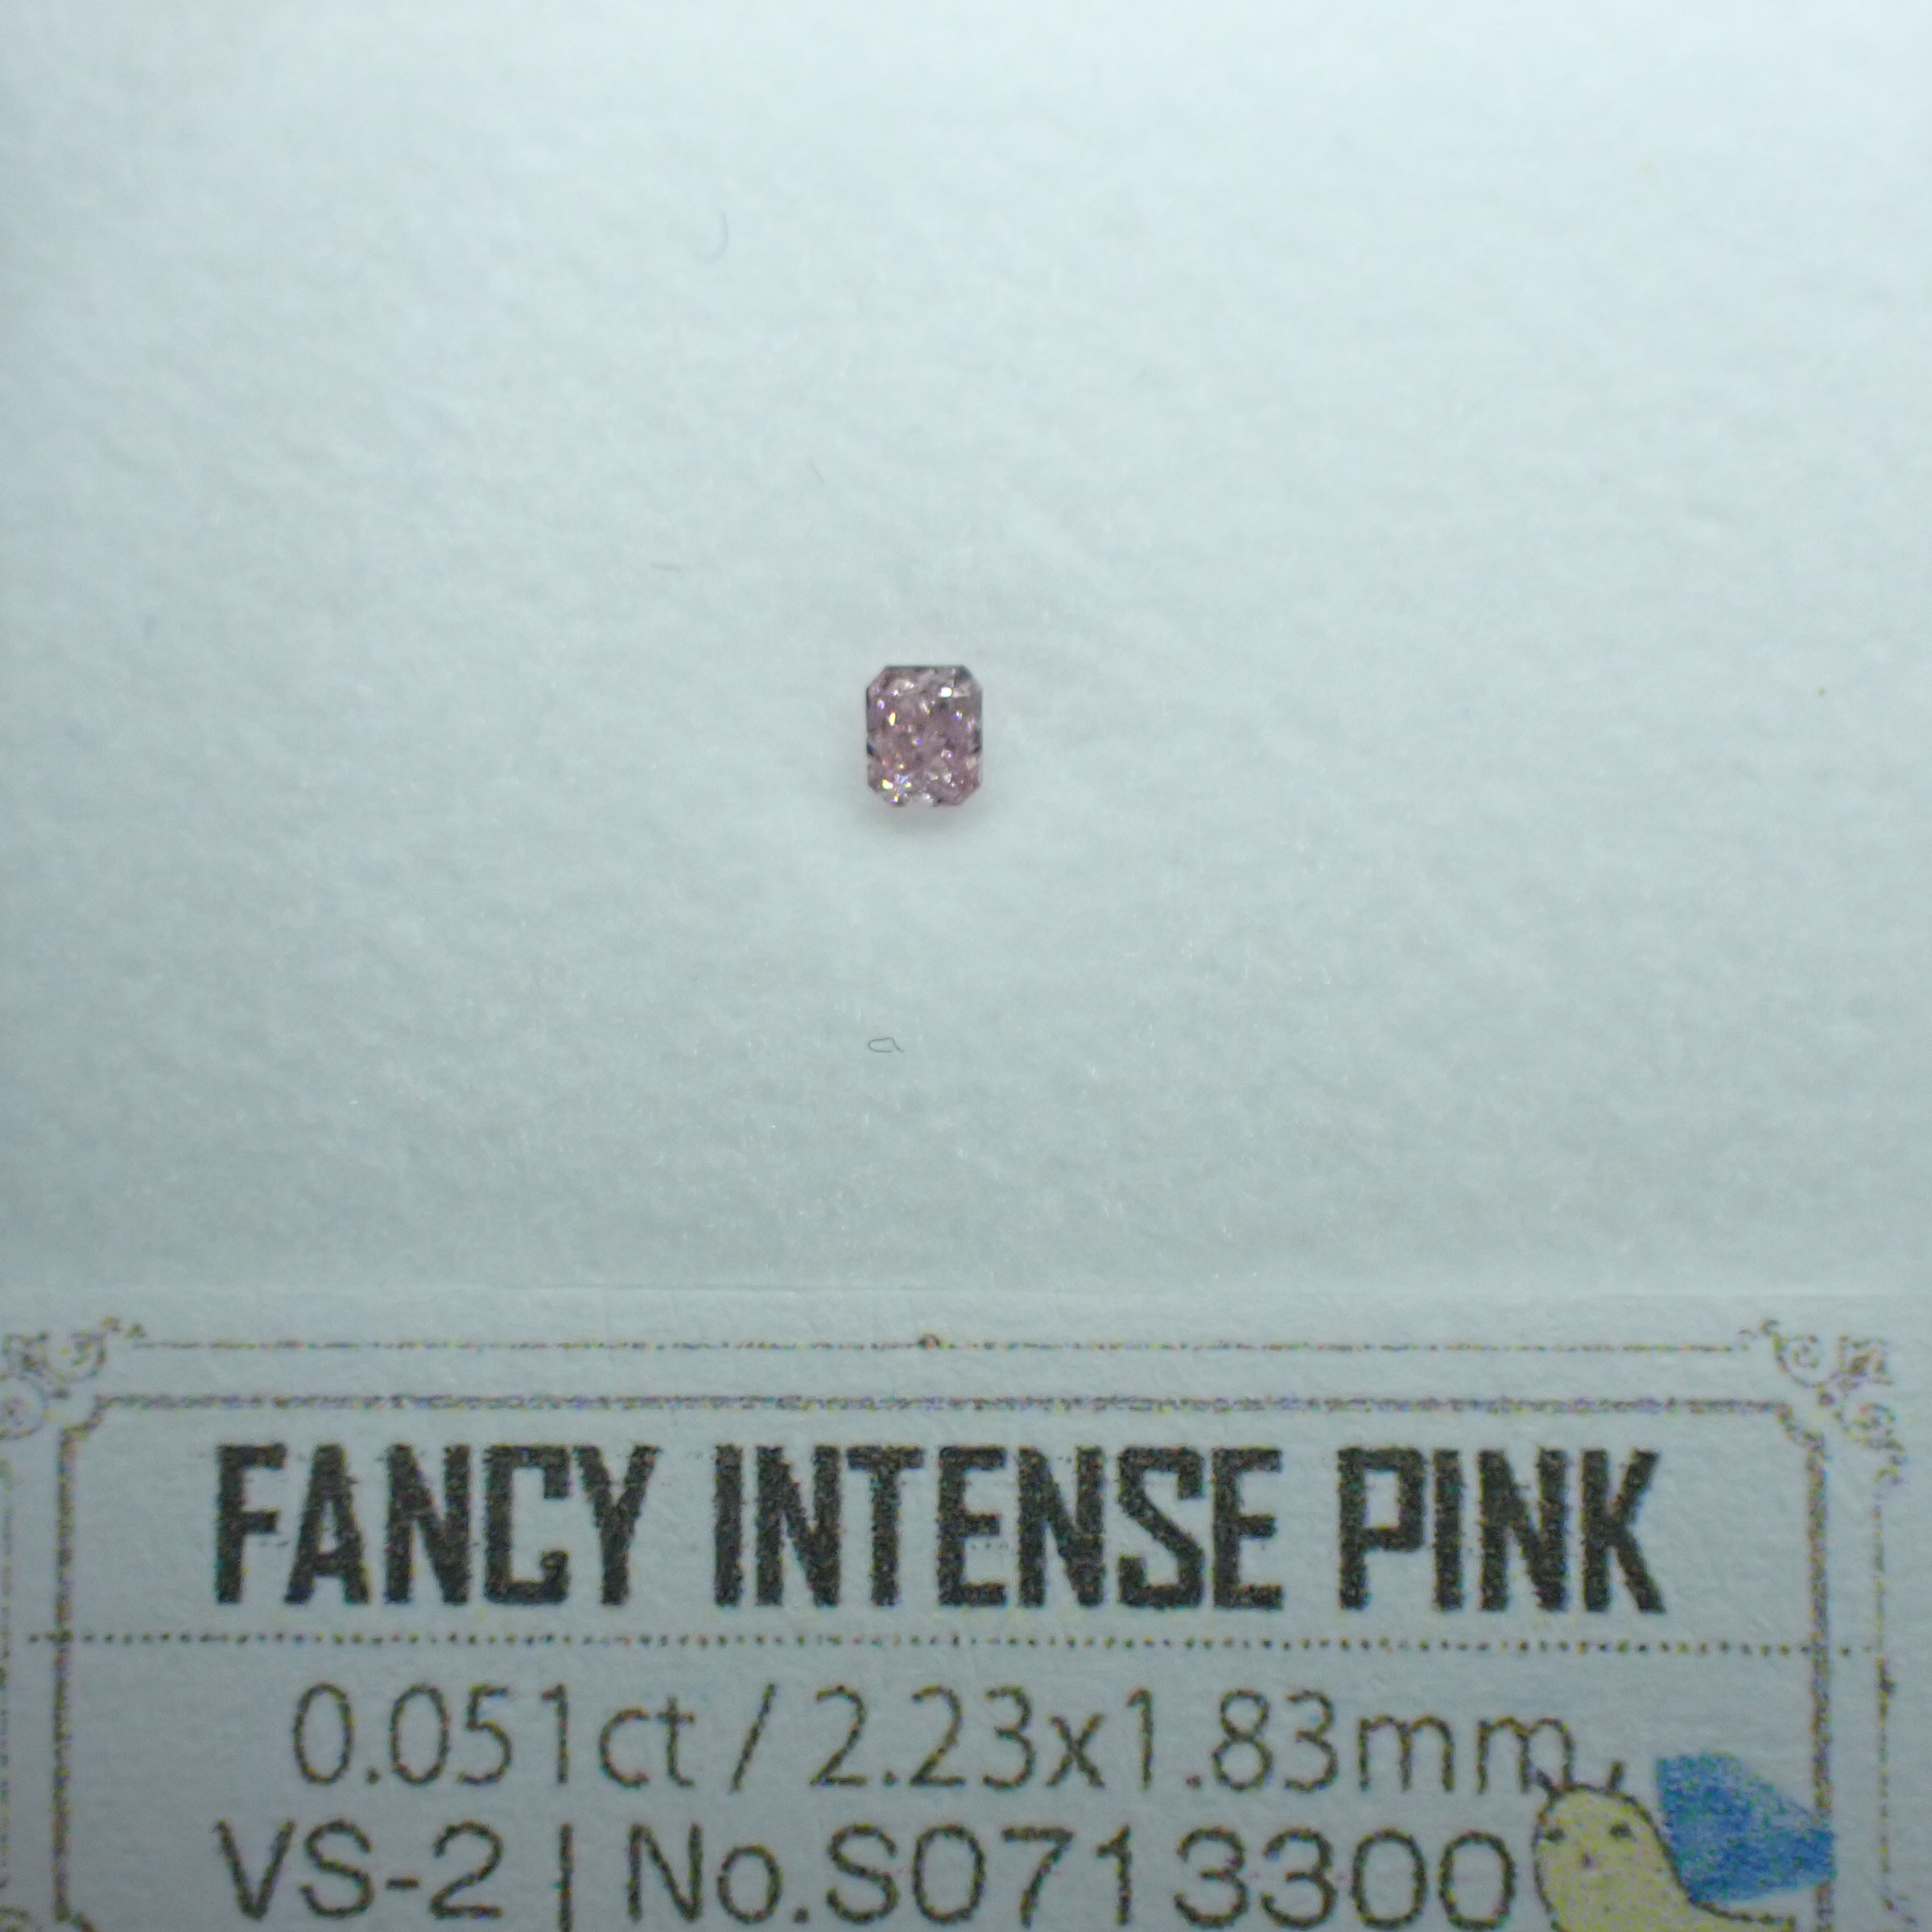 FANCY INTENSE PINK
0.051ct / 2.23x1.83mm
VS-2 | No.S0713300